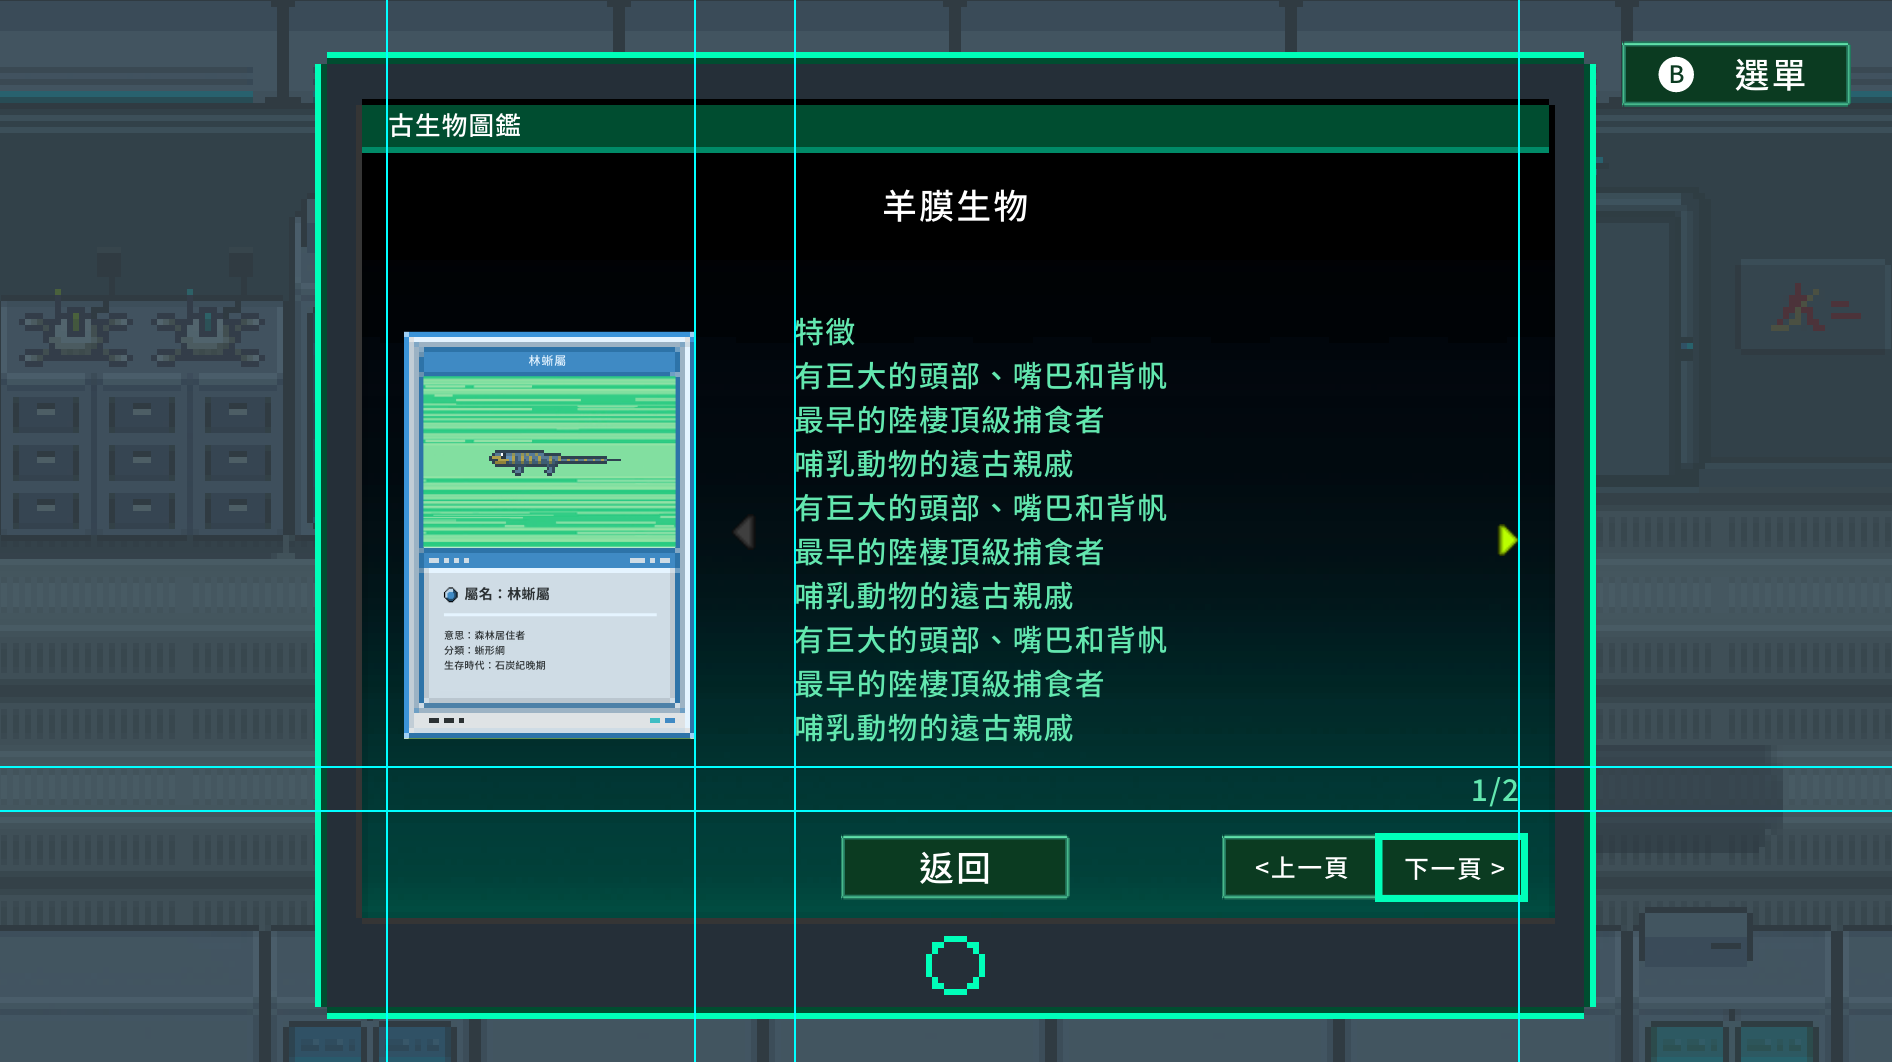 B 選單
古生物圖鑑
羊膜生物
林蜥屬
屬名：林蜥屬
意思：森林居住者
分類：蜥形綱
生存時代：石炭紀晚期
特徵
有巨大的頭部、嘴巴和背帆
最早的陸棲頂級捕食者
哺乳動物的遠古親戚
有巨大的頭部、嘴巴和背帆
最早的陸棲頂級捕食者
哺乳動物的遠古親戚
有巨大的頭部、嘴巴和背帆
最早的陸棲頂級捕食者
哺乳動物的遠古親戚
1/2
返回
<上一頁
下一頁 >